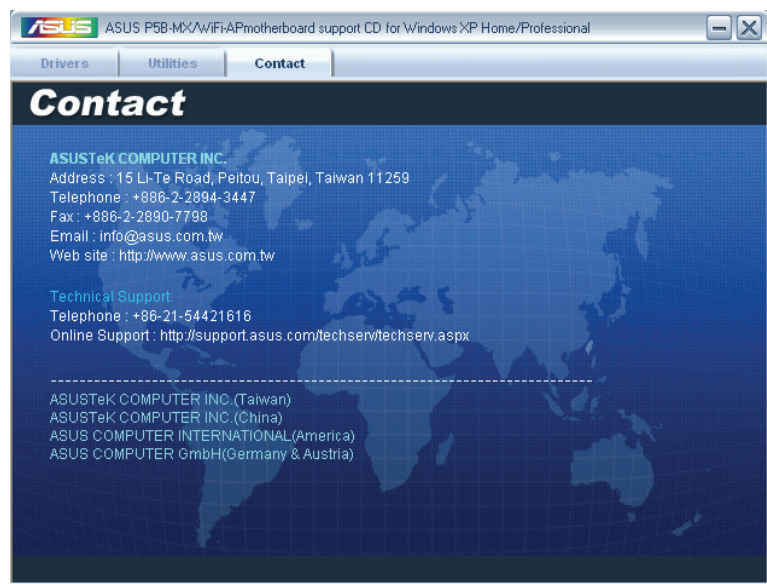 ASUS ASUS P5B-MX/WiFi-APmotherboard support CD for Windows XP Home/Professional
Drivers Utilities Contact
Contact
ASUSTeK COMPUTER INC.
Address : 15 Li-Te Road, Peitou, Taipei, Taiwan 11259
Telephone : +886-2-2894-3447
Fax : +886-2-2890-7798
Email : info@asus.com.tw
Web site : http://www.asus.com.tw
Technical Support
Telephone : +86-21-54421616
Online Support : http://support.asus.com/techserv/techserv.aspx
------------------------------------------------------------------------------------------
ASUSTeK COMPUTER INC.(Taiwan)
ASUSTeK COMPUTER INC.(China)
ASUS COMPUTER INTERNATIONAL(America)
ASUS COMPUTER GmbH(Germany & Austria)